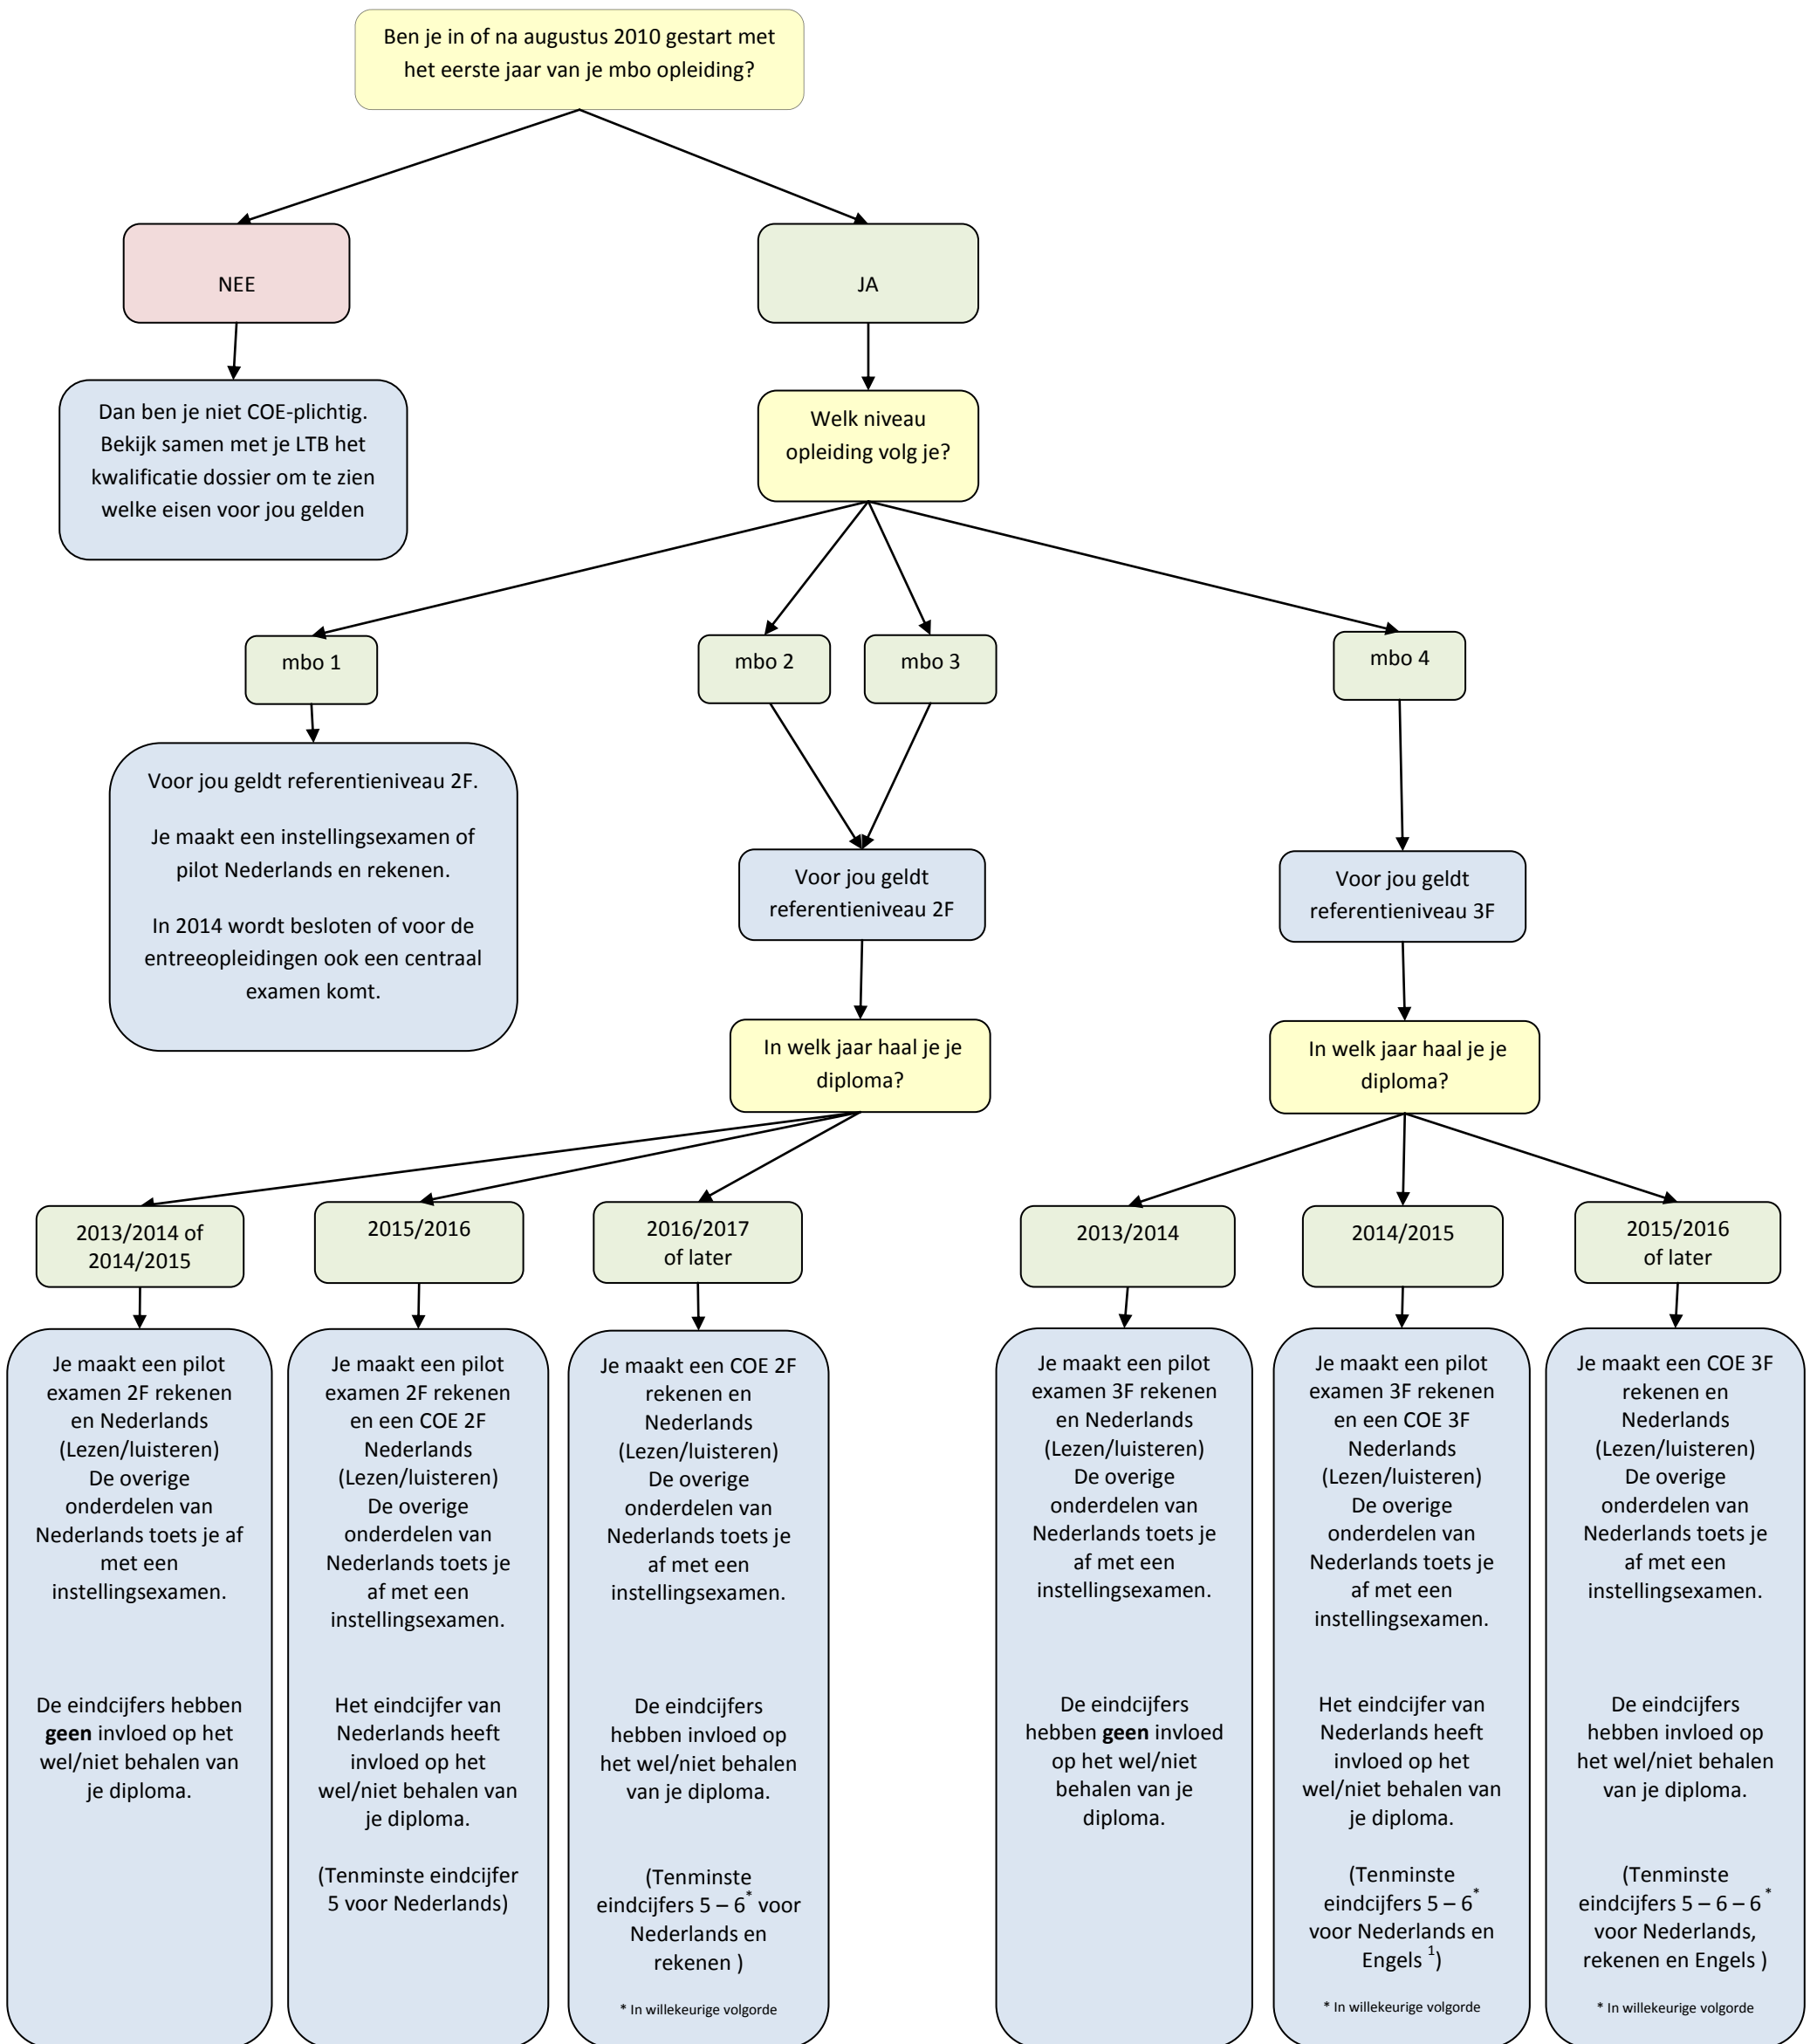 Ben je in of na augustus 2010 gestart met
het eerste jaar van je mbo opleiding?
NEE
JA
Dan ben je niet COE-plichtig.
Bekijk samen met je LTB het
kwalificatie dossier om te zien
welke eisen voor jou gelden
Welk niveau
opleiding volg je?
mbo 1
mbo 2
mbo 3
mbo 4
Voor jou geldt referentieniveau 2F.
Je maakt een instellingsexamen of
pilot Nederlands en rekenen.
In 2014 wordt besloten of voor de
entreeopleidingen ook een centraal
examen komt.
Voor jou geldt
referentieniveau 2F
Voor jou geldt
referentieniveau 3F
In welk jaar haal je je
diploma?
In welk jaar haal je je
diploma?
2013/2014 of
2014/2015
2015/2016
2016/2017
of later
2013/2014
2014/2015
2015/2016
of later
Je maakt een pilot
examen 2F rekenen
en Nederlands
(Lezen/luisteren)
De overige
onderdelen van
Nederlands toets je af
met een
instellingsexamen.
De eindcijfers hebben
geen invloed op het
wel/niet behalen van
je diploma.
Je maakt een pilot
examen 2F rekenen
en een COE 2F
Nederlands
(Lezen/luisteren)
De overige
onderdelen van
Nederlands toets je
af met een
instellingsexamen.
Het eindcijfer van
Nederlands heeft
invloed op het
wel/niet behalen van
je diploma.
(Tenminste eindcijfer
5 voor Nederlands)
Je maakt een COE 2F
rekenen en
Nederlands
(Lezen/luisteren)
De overige
onderdelen van
Nederlands toets je
af met een
instellingsexamen.
De eindcijfers
hebben invloed op
het wel/niet behalen
van je diploma.
(Tenminste
eindcijfers 5 – 6* voor
Nederlands en
rekenen )
* In willekeurige volgorde
Je maakt een pilot
examen 3F rekenen
en Nederlands
(Lezen/luisteren)
De overige
onderdelen van
Nederlands toets je
af met een
instellingsexamen.
De eindcijfers
hebben geen invloed
op het wel/niet
behalen van je
diploma.
Je maakt een pilot
examen 3F rekenen
en een COE 3F
Nederlands
(Lezen/luisteren)
De overige
onderdelen van
Nederlands toets je
af met een
instellingsexamen.
Het eindcijfer van
Nederlands heeft
invloed op het
wel/niet behalen van
je diploma.
(Tenminste
eindcijfers 5 – 6*
voor Nederlands en
Engels 1)
* In willekeurige volgorde
Je maakt een COE 3F
rekenen en
Nederlands
(Lezen/luisteren)
De overige
onderdelen van
Nederlands toets je
af met een
instellingsexamen.
De eindcijfers
hebben invloed op
het wel/niet behalen
van je diploma.
(Tenminste
eindcijfers 5 – 6 – 6 *
voor Nederlands,
rekenen en Engels )
* In willekeurige volgorde